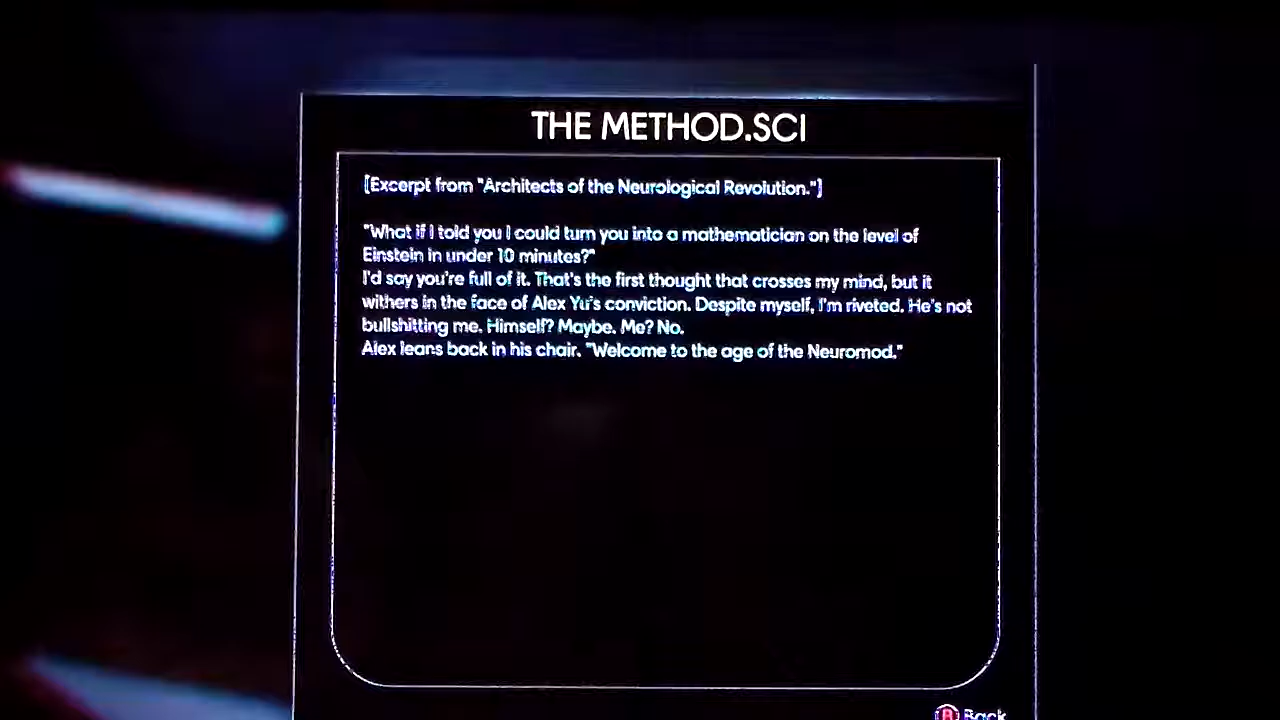 THE METHOD.SCI
[Excerpt from "Architects of the Neurological Revolution."]
"What if I told you I could turn you into a mathematician on the level of
Einstein in under 10 minutes?"
I'd say you're full of it. That's the first thought that crosses my mind, but it
withers in the face of Alex Yu's conviction. Despite myself, I'm riveted. He's not
bullshitting me. Himself? Maybe. Me? No.
Alex leans back in his chair. "Welcome to the age of the Neuromod."
B Back